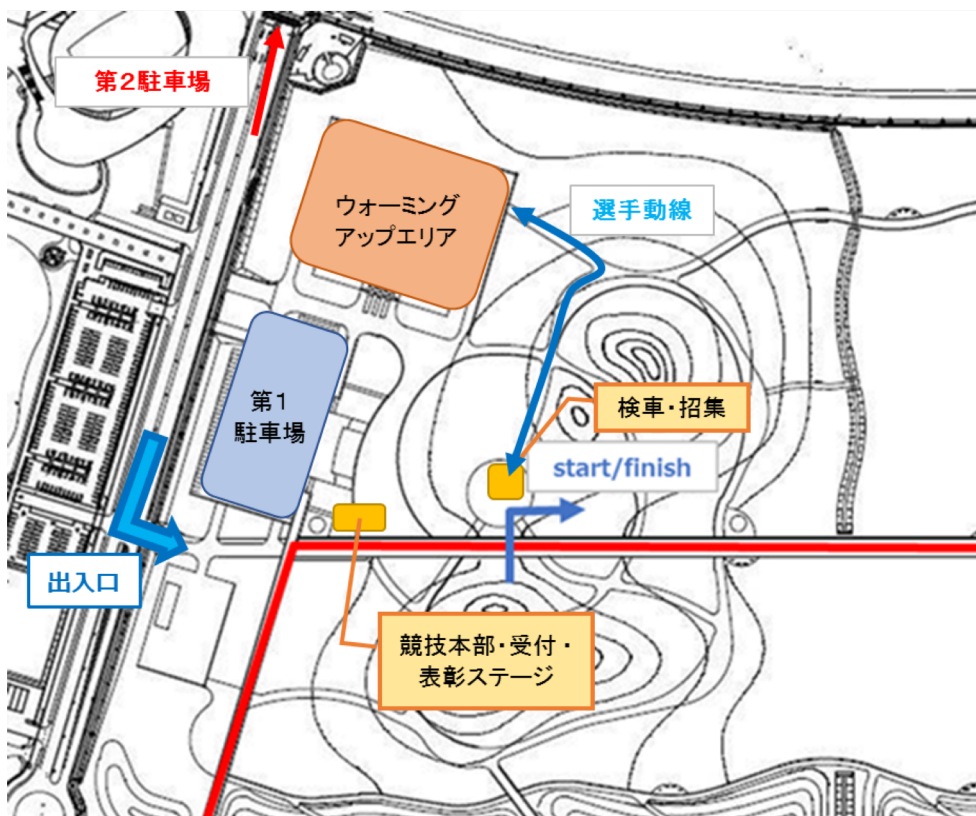 第２駐車場
ウォーミング
アップエリア
選手動線
第１
駐車場
検車・招集
start/finish
出入口
競技本部・受付・
表彰ステージ